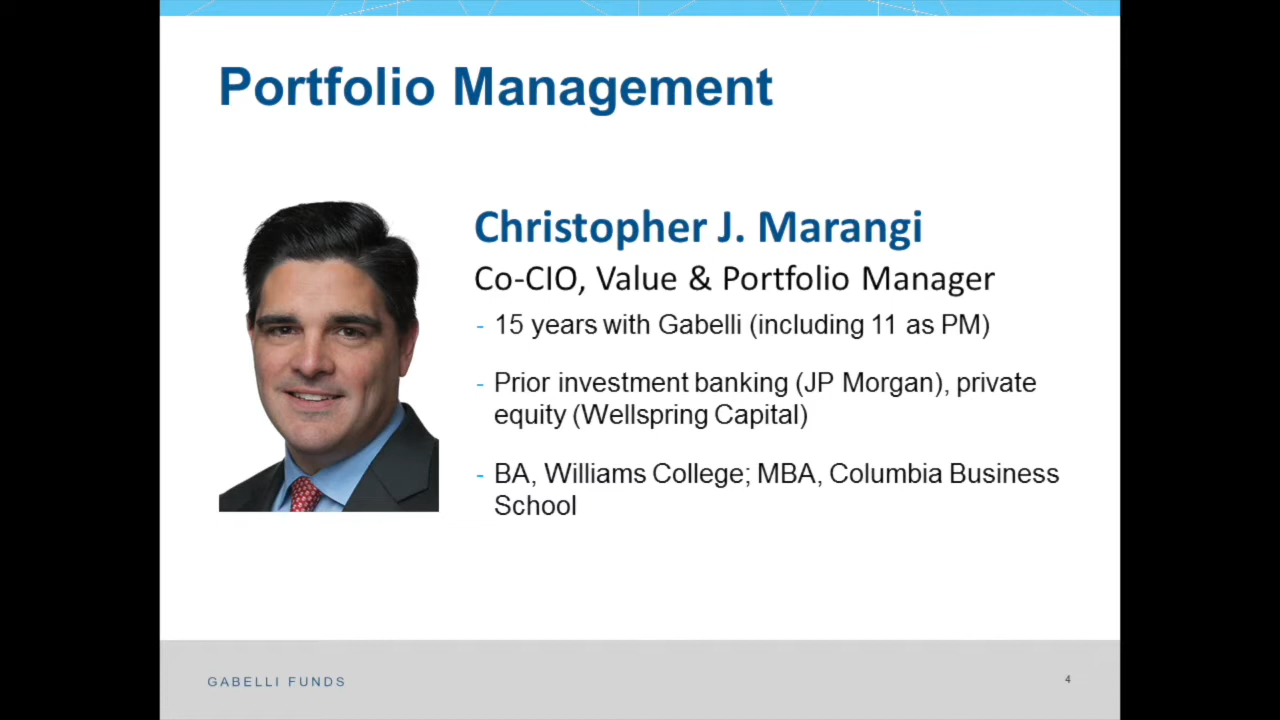 Portfolio Management
Christopher J. Marangi
Co-CIO, Value & Portfolio Manager
- 15 years with Gabelli (including 11 as PM)
- Prior investment banking (JP Morgan), private
equity (Wellspring Capital)
- BA, Williams College; MBA, Columbia Business
School
GABELLI FUNDS
4